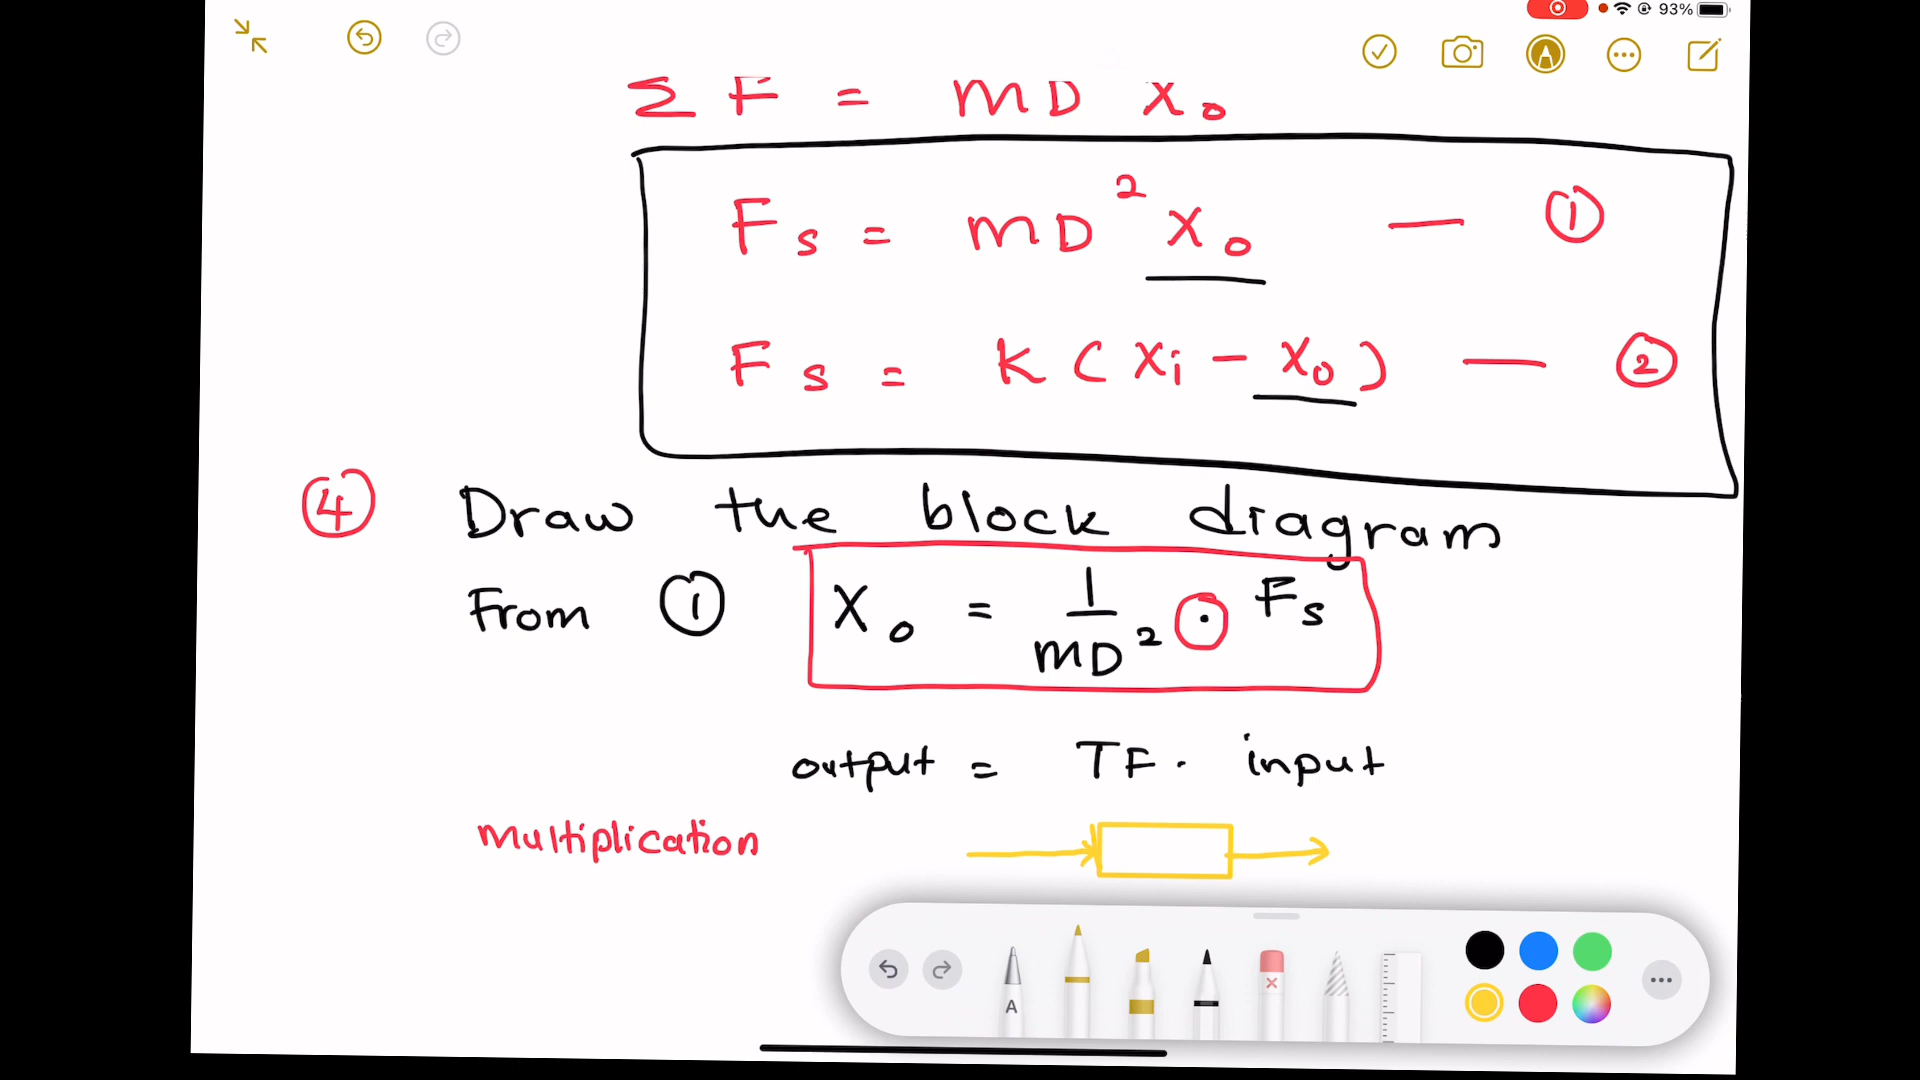 93%
Σ F = mD x₀
Fs = mD² x₀ — ①
Fs = K ( xi - x₀ ) — ②
④ Draw the block diagram
From ① X₀ = 1/mD² · Fs
output = TF · input
multiplication
A